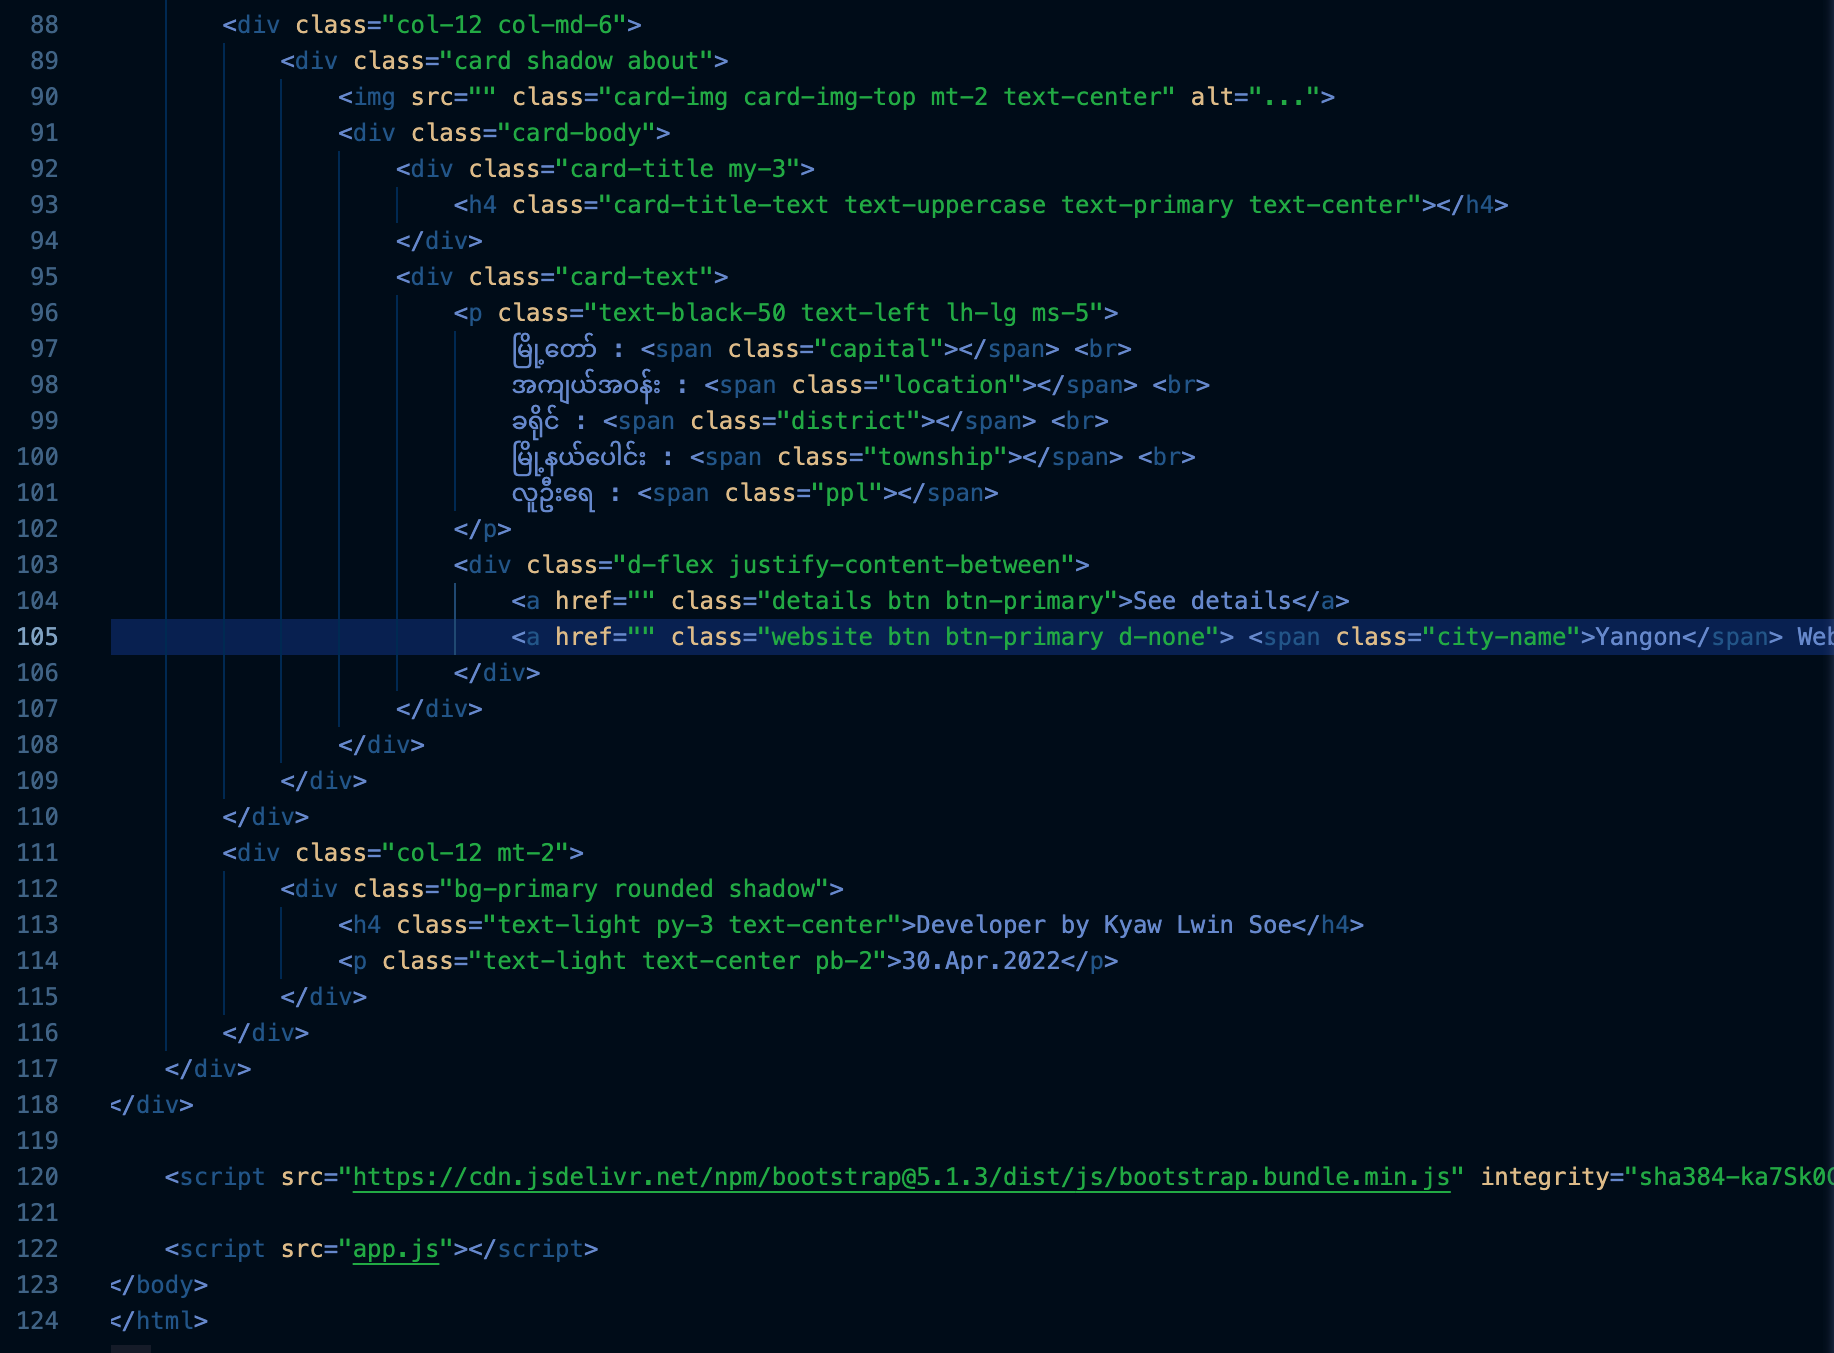 88 <div class="col-12 col-md-6">
89 <div class="card shadow about">
90 <img src="" class="card-img card-img-top mt-2 text-center" alt="...">
91 <div class="card-body">
92 <div class="card-title my-3">
93 <h4 class="card-title-text text-uppercase text-primary text-center"></h4>
94 </div>
95 <div class="card-text">
96 <p class="text-black-50 text-left lh-lg ms-5">
97 မြို့တော် : <span class="capital"></span> <br>
98 အကျယ်အဝန်း : <span class="location"></span> <br>
99 ခရိုင် : <span class="district"></span> <br>
100 မြို့နယ်ပေါင်း : <span class="township"></span> <br>
101 လူဦးရေ : <span class="ppl"></span>
102 </p>
103 <div class="d-flex justify-content-between">
104 <a href="" class="details btn btn-primary">See details</a>
105 <a href="" class="website btn btn-primary d-none"> <span class="city-name">Yangon</span> Web
106 </div>
107 </div>
108 </div>
109 </div>
110 </div>
111 <div class="col-12 mt-2">
112 <div class="bg-primary rounded shadow">
113 <h4 class="text-light py-3 text-center">Developer by Kyaw Lwin Soe</h4>
114 <p class="text-light text-center pb-2">30.Apr.2022</p>
115 </div>
116 </div>
117 </div>
118 </div>
119
120 <script src="https://cdn.jsdelivr.net/npm/bootstrap@5.1.3/dist/js/bootstrap.bundle.min.js" integrity="sha384-ka7Sk0
121
122 <script src="app.js"></script>
123 </body>
124 </html>